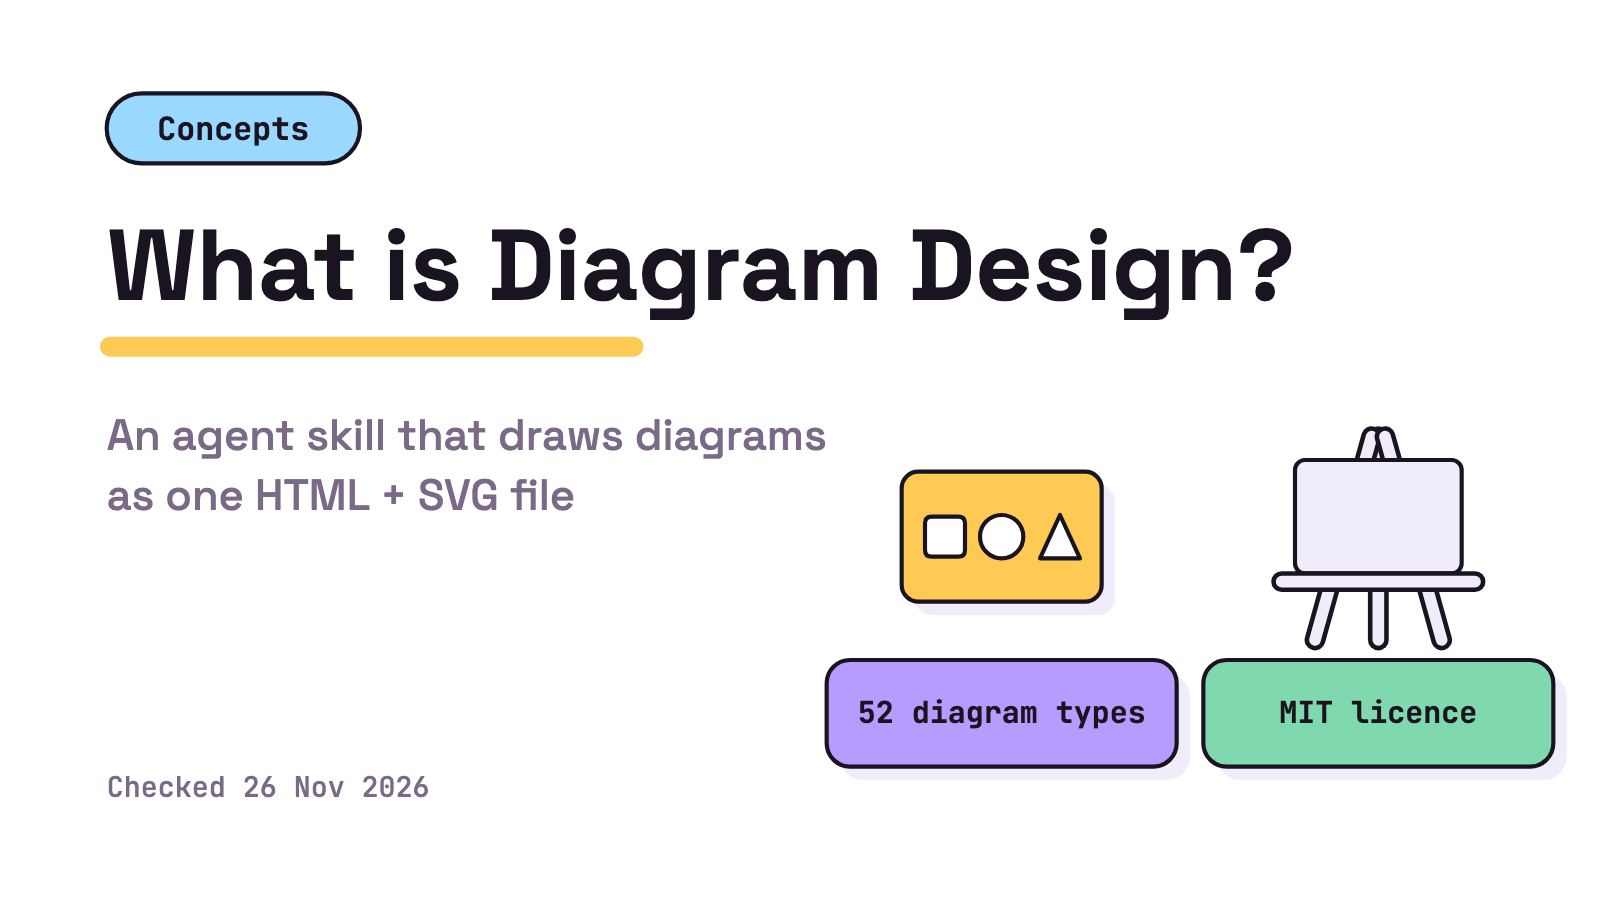 Concepts
What is Diagram Design?
An agent skill that draws diagrams
as one HTML + SVG file
52 diagram types
MIT licence
Checked 26 Nov 2026